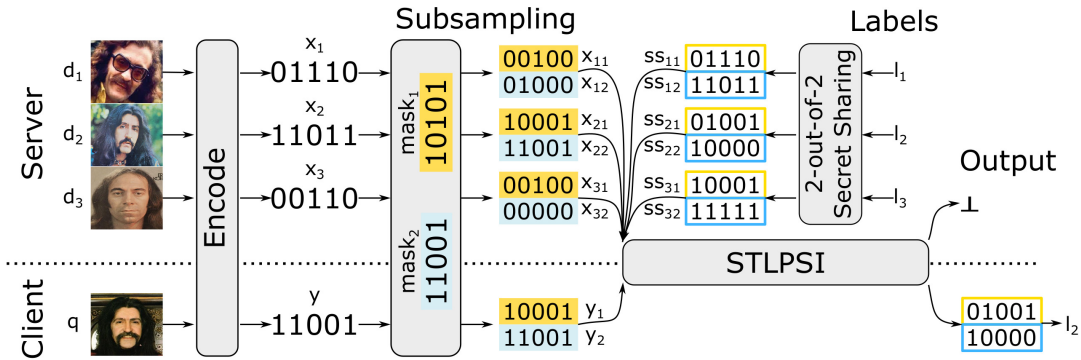 Subsampling
Labels
Server
Client
d1
d2
d3
q
Encode
x1
01110
x2
11011
x3
00110
y
11001
mask1
10101
mask2
11001
00100 x11
01000 x12
10001 x21
11001 x22
00100 x31
00000 x32
10001 y1
11001 y2
ss11 01110
ss12 11011
ss21 01001
ss22 10000
ss31 10001
ss32 11111
2-out-of-2
Secret Sharing
l1
l2
l3
STLPSI
Output
⊥
01001
10000
l2